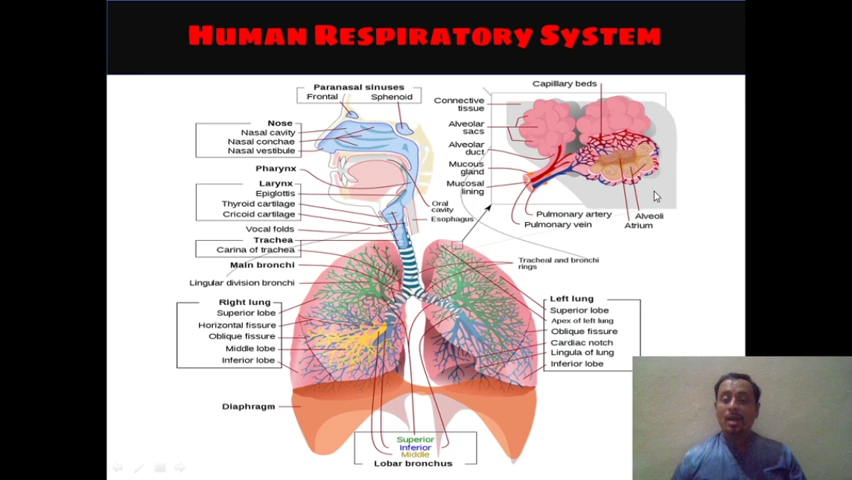 Human Respiratory System
Paranasal sinuses
Frontal
Sphenoid
Nose
Nasal cavity
Nasal conchae
Nasal vestibule
Pharynx
Larynx
Epiglottis
Thyroid cartilage
Cricoid cartilage
Vocal folds
Trachea
Carina of trachea
Main bronchi
Lingular division bronchi
Right lung
Superior lobe
Horizontal fissure
Oblique fissure
Middle lobe
Inferior lobe
Diaphragm
Oral
cavity
Esophagus
Capillary beds
Connective
tissue
Alveolar
sacs
Alveolar
duct
Mucous
gland
Mucosal
lining
Pulmonary artery
Pulmonary vein
Alveoli
Atrium
Tracheal and bronchi
rings
Left lung
Superior lobe
Apex of left lung
Oblique fissure
Cardiac notch
Lingula of lung
Inferior lobe
Superior
Inferior
Middle
Lobar bronchus